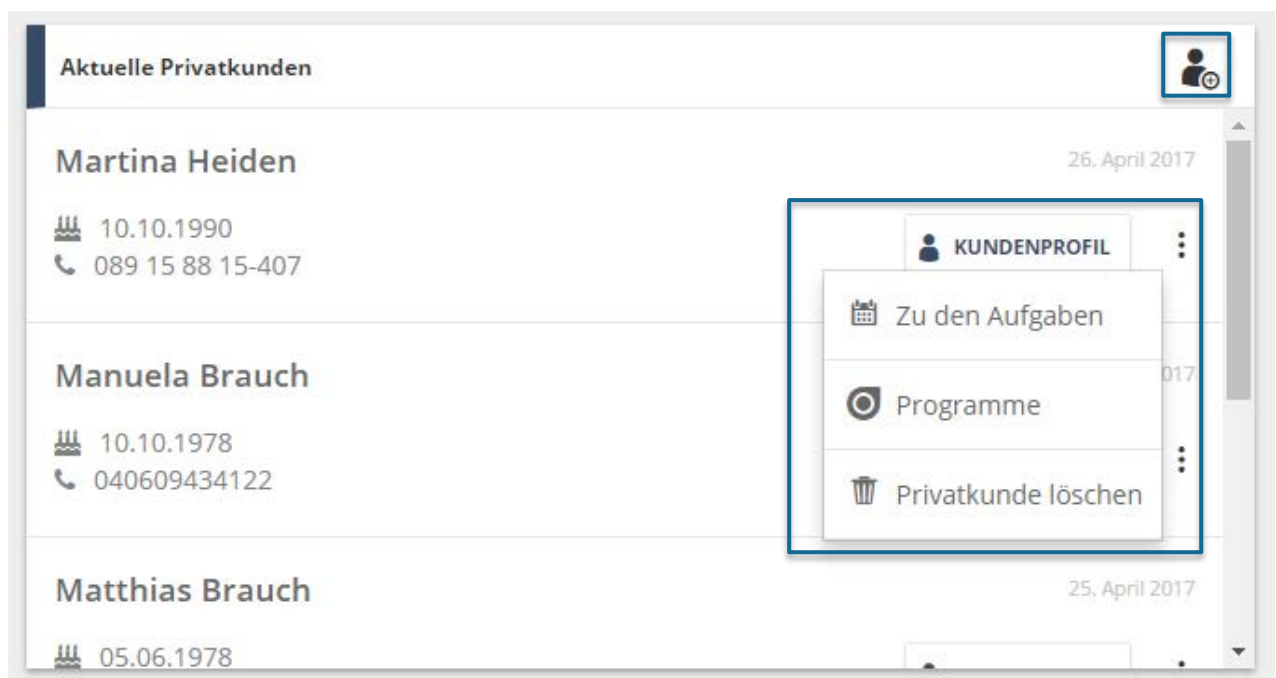 Aktuelle Privatkunden
Martina Heiden
26. April 2017
10.10.1990
089 15 88 15-407
KUNDENPROFIL
Zu den Aufgaben
Programme
Privatkunde löschen
Manuela Brauch
017
10.10.1978
040609434122
Matthias Brauch
25. April 2017
05.06.1978